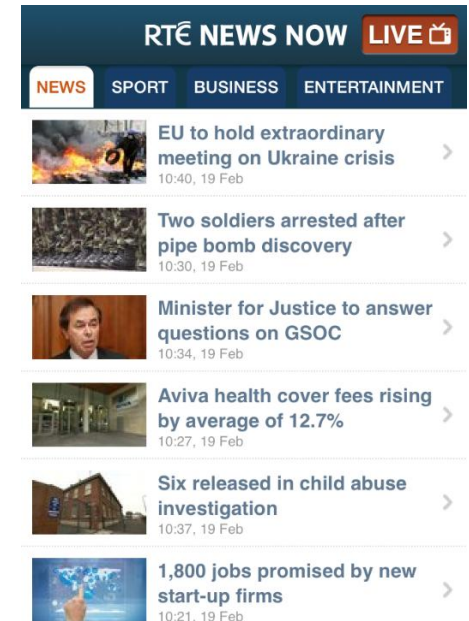 RTÉ NEWS NOW LIVE
NEWS SPORT BUSINESS ENTERTAINMENT
EU to hold extraordinary
meeting on Ukraine crisis
10:40, 19 Feb
Two soldiers arrested after
pipe bomb discovery
10:30, 19 Feb
Minister for Justice to answer
questions on GSOC
10:34, 19 Feb
Aviva health cover fees rising
by average of 12.7%
10:27, 19 Feb
Six released in child abuse
investigation
10:37, 19 Feb
1,800 jobs promised by new
start-up firms
10:21, 19 Feb